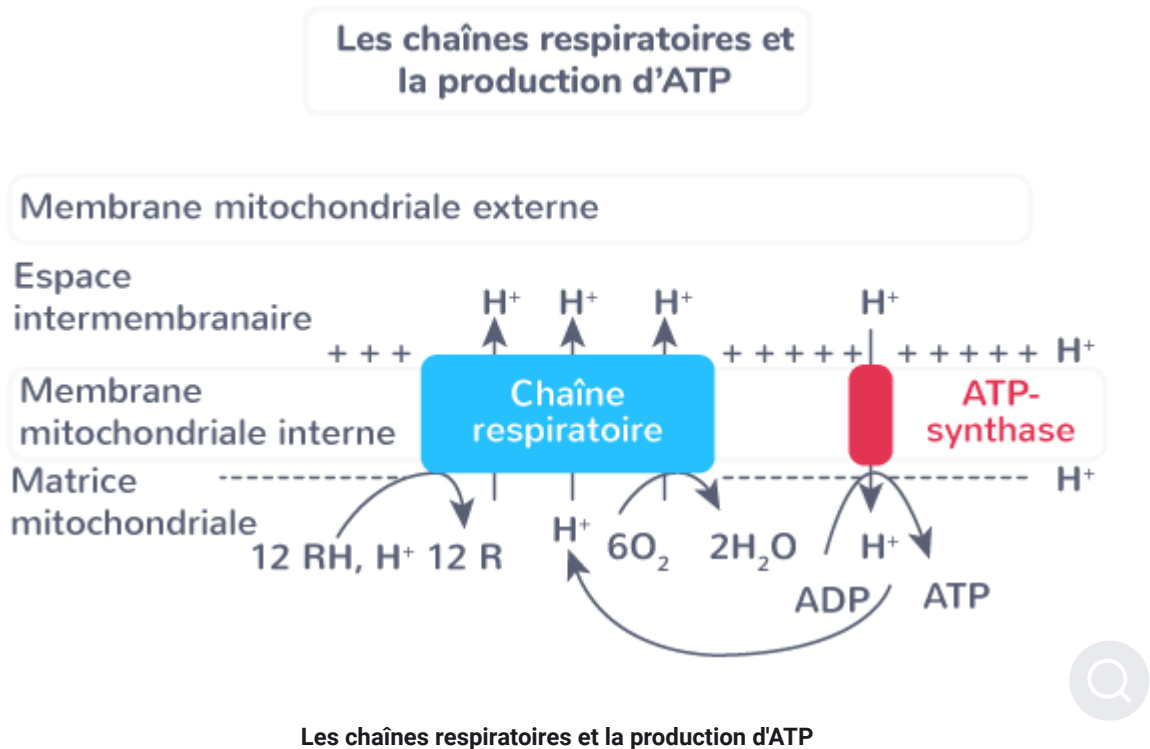 Les chaînes respiratoires et
la production d’ATP
Membrane mitochondriale externe
Espace
intermembranaire
H⁺ H⁺ H⁺ H⁺
+ + + + + + + + + + + + + H⁺
Membrane
mitochondriale interne
Chaîne
respiratoire
ATP-
synthase
Matrice
mitochondriale
H⁺
12 RH, H⁺ 12 R
H⁺
6O₂
2H₂O
H⁺
ADP
ATP
Les chaînes respiratoires et la production d'ATP